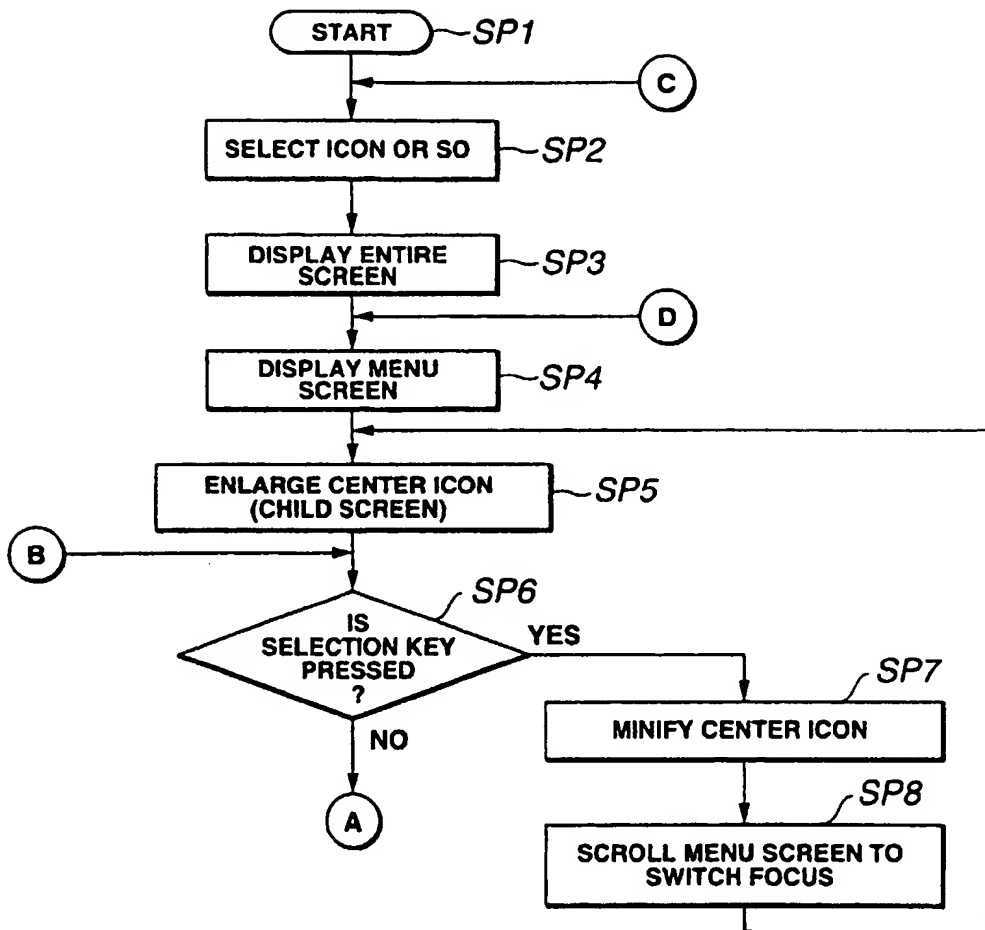 START
SP1
C
SELECT ICON OR SO
SP2
DISPLAY ENTIRE
SCREEN
SP3
D
DISPLAY MENU
SCREEN
SP4
ENLARGE CENTER ICON
(CHILD SCREEN)
SP5
B
SP6
IS
SELECTION KEY
PRESSED
?
YES
NO
SP7
MINIFY CENTER ICON
A
SP8
SCROLL MENU SCREEN TO
SWITCH FOCUS